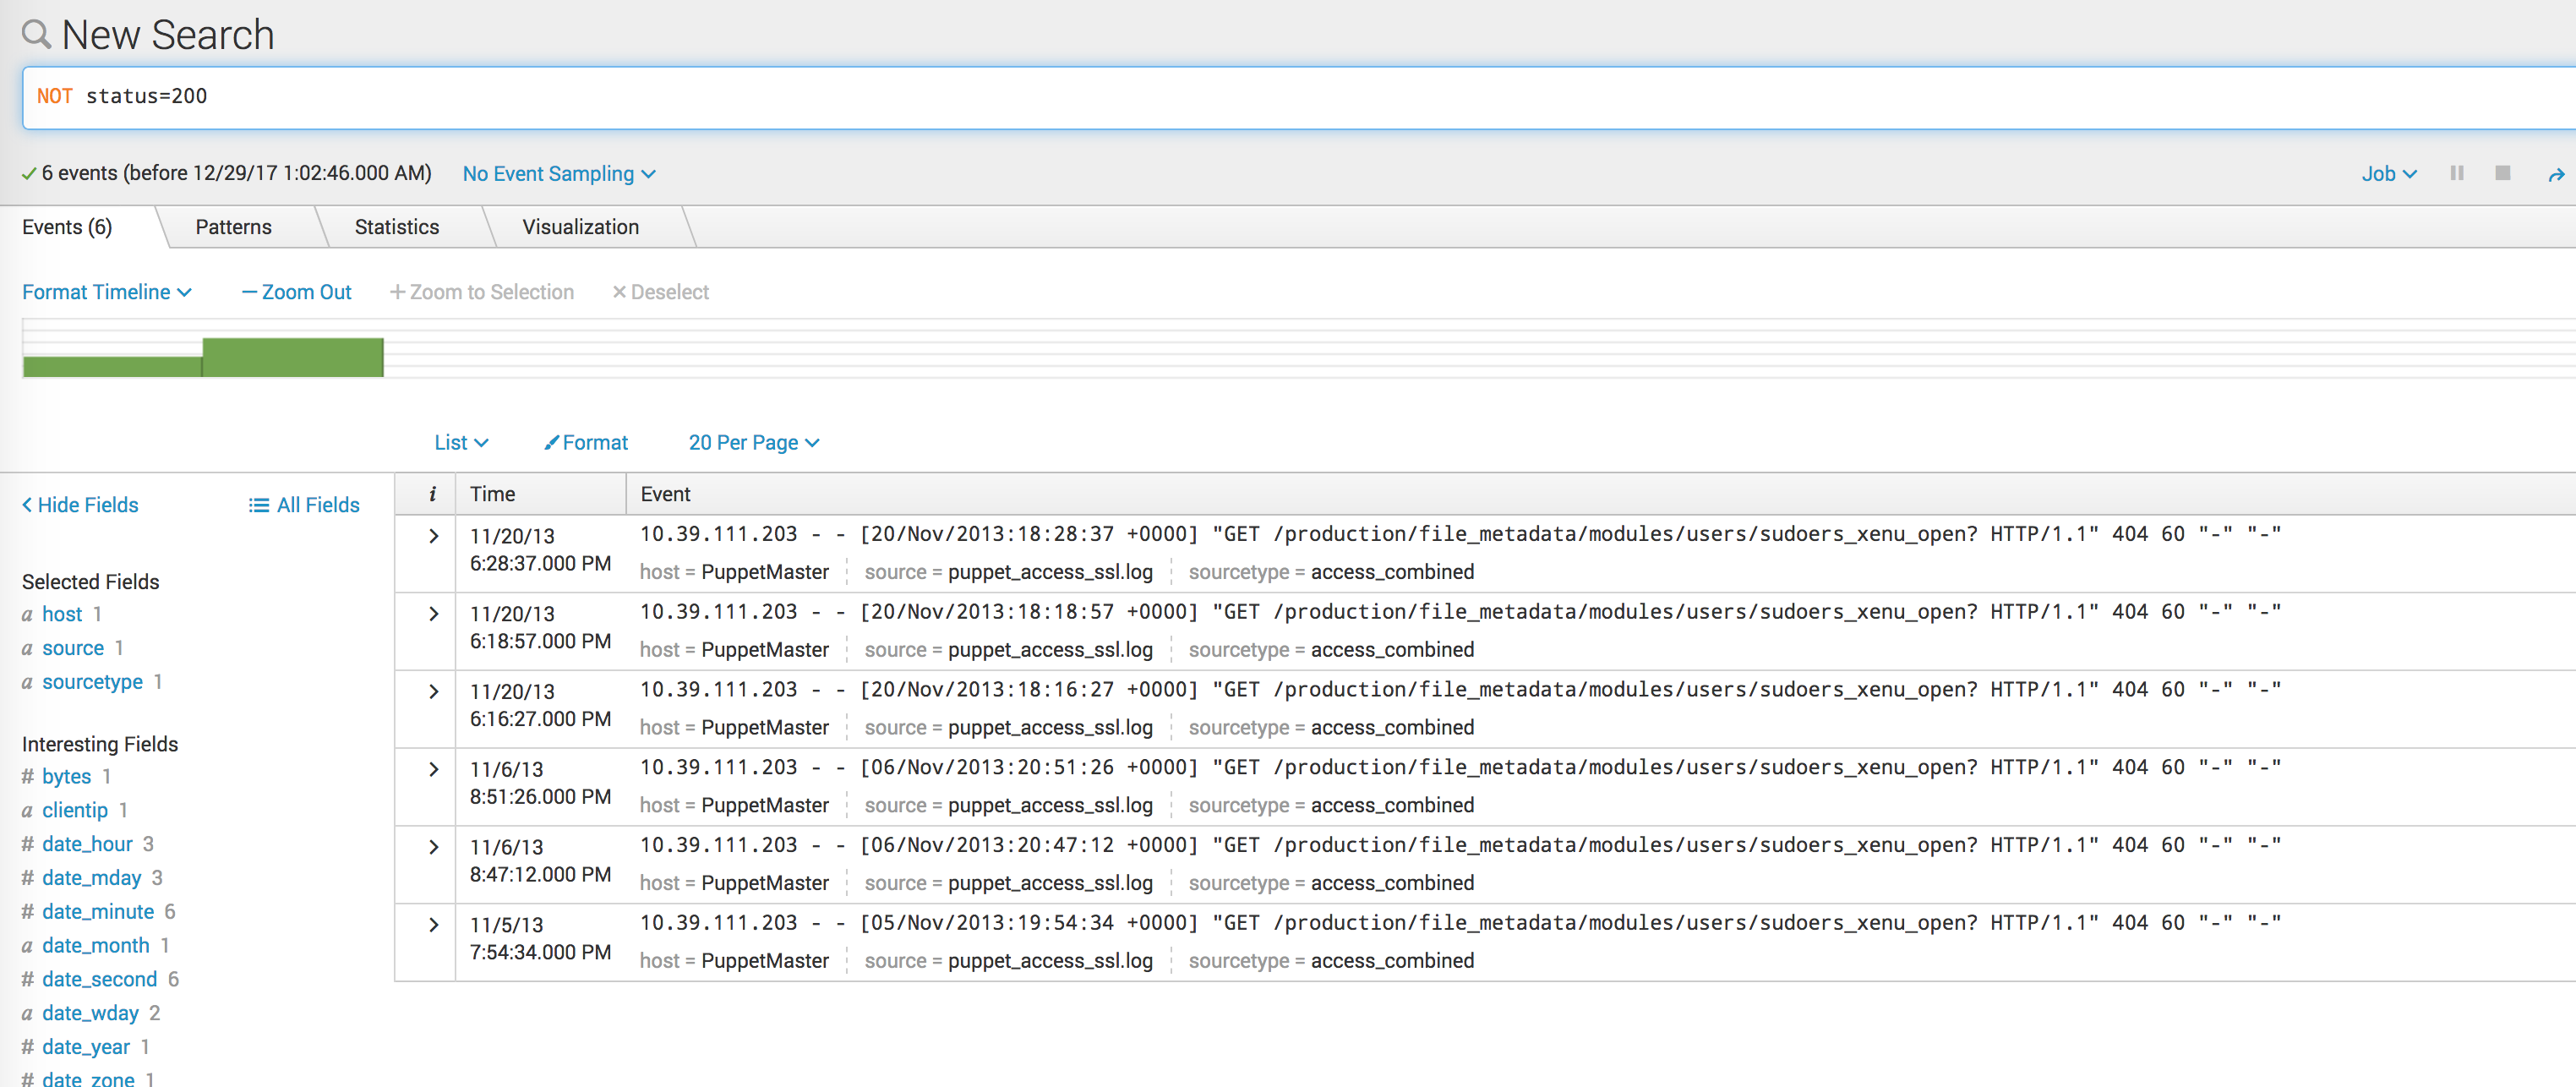 New Search
NOT status=200
6 events (before 12/29/17 1:02:46.000 AM) No Event Sampling Job
Events (6) Patterns Statistics Visualization
Format Timeline — Zoom Out + Zoom to Selection × Deselect
List Format 20 Per Page
< Hide Fields All Fields
Selected Fields
a host 1
a source 1
a sourcetype 1
Interesting Fields
# bytes 1
a clientip 1
# date_hour 3
# date_mday 3
# date_minute 6
a date_month 1
# date_second 6
a date_wday 2
# date_year 1
# date_zone 1
i Time Event
> 11/20/13
6:28:37.000 PM
10.39.111.203 - - [20/Nov/2013:18:28:37 +0000] "GET /production/file_metadata/modules/users/sudoers_xenu_open? HTTP/1.1" 404 60 "-" "-"
host = PuppetMaster source = puppet_access_ssl.log sourcetype = access_combined
> 11/20/13
6:18:57.000 PM
10.39.111.203 - - [20/Nov/2013:18:18:57 +0000] "GET /production/file_metadata/modules/users/sudoers_xenu_open? HTTP/1.1" 404 60 "-" "-"
host = PuppetMaster source = puppet_access_ssl.log sourcetype = access_combined
> 11/20/13
6:16:27.000 PM
10.39.111.203 - - [20/Nov/2013:18:16:27 +0000] "GET /production/file_metadata/modules/users/sudoers_xenu_open? HTTP/1.1" 404 60 "-" "-"
host = PuppetMaster source = puppet_access_ssl.log sourcetype = access_combined
> 11/6/13
8:51:26.000 PM
10.39.111.203 - - [06/Nov/2013:20:51:26 +0000] "GET /production/file_metadata/modules/users/sudoers_xenu_open? HTTP/1.1" 404 60 "-" "-"
host = PuppetMaster source = puppet_access_ssl.log sourcetype = access_combined
> 11/6/13
8:47:12.000 PM
10.39.111.203 - - [06/Nov/2013:20:47:12 +0000] "GET /production/file_metadata/modules/users/sudoers_xenu_open? HTTP/1.1" 404 60 "-" "-"
host = PuppetMaster source = puppet_access_ssl.log sourcetype = access_combined
> 11/5/13
7:54:34.000 PM
10.39.111.203 - - [05/Nov/2013:19:54:34 +0000] "GET /production/file_metadata/modules/users/sudoers_xenu_open? HTTP/1.1" 404 60 "-" "-"
host = PuppetMaster source = puppet_access_ssl.log sourcetype = access_combined